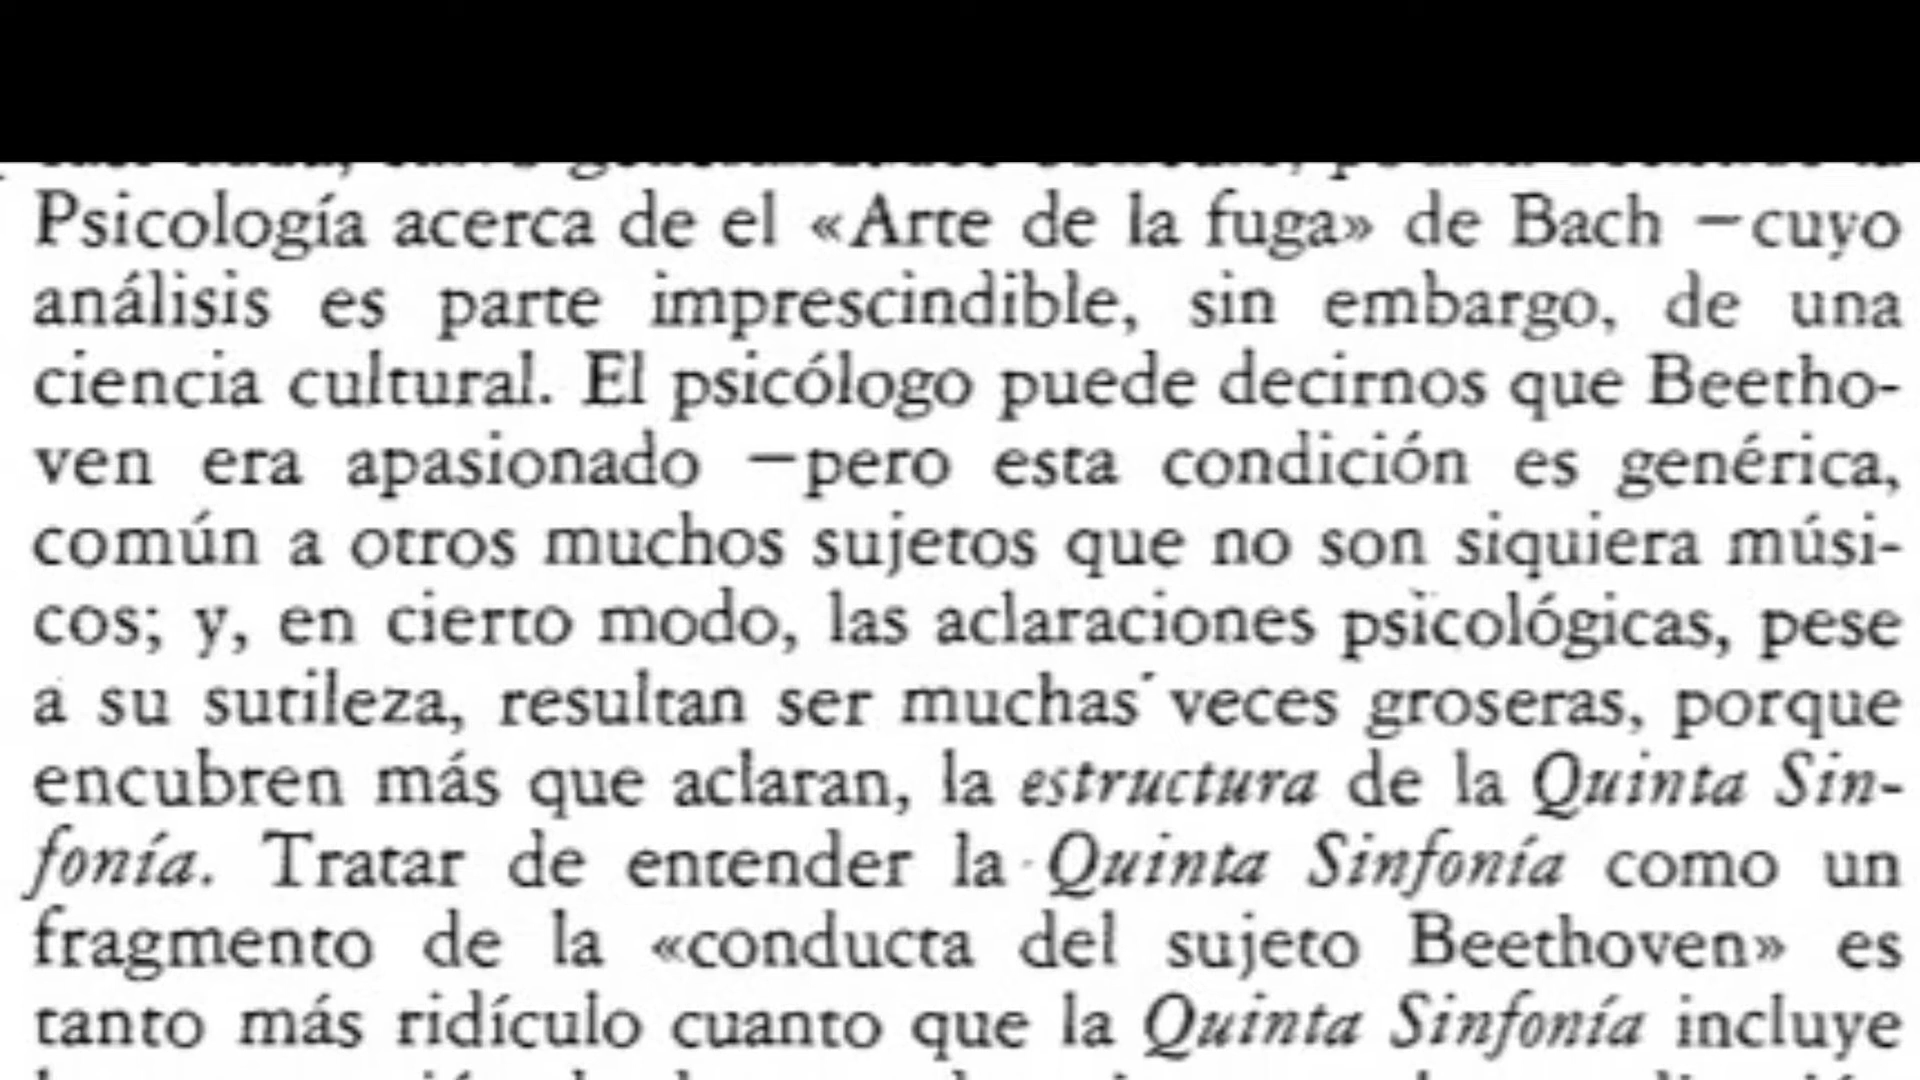 Psicología acerca de el «Arte de la fuga» de Bach —cuyo
análisis es parte imprescindible, sin embargo, de una
ciencia cultural. El psicólogo puede decirnos que Beetho-
ven era apasionado —pero esta condición es genérica,
común a otros muchos sujetos que no son siquiera músi-
cos; y, en cierto modo, las aclaraciones psicológicas, pese
a su sutileza, resultan ser muchas veces groseras, porque
encubren más que aclaran, la estructura de la Quinta Sin-
fonía. Tratar de entender la Quinta Sinfonía como un
fragmento de la «conducta del sujeto Beethoven» es
tanto más ridículo cuanto que la Quinta Sinfonía incluye